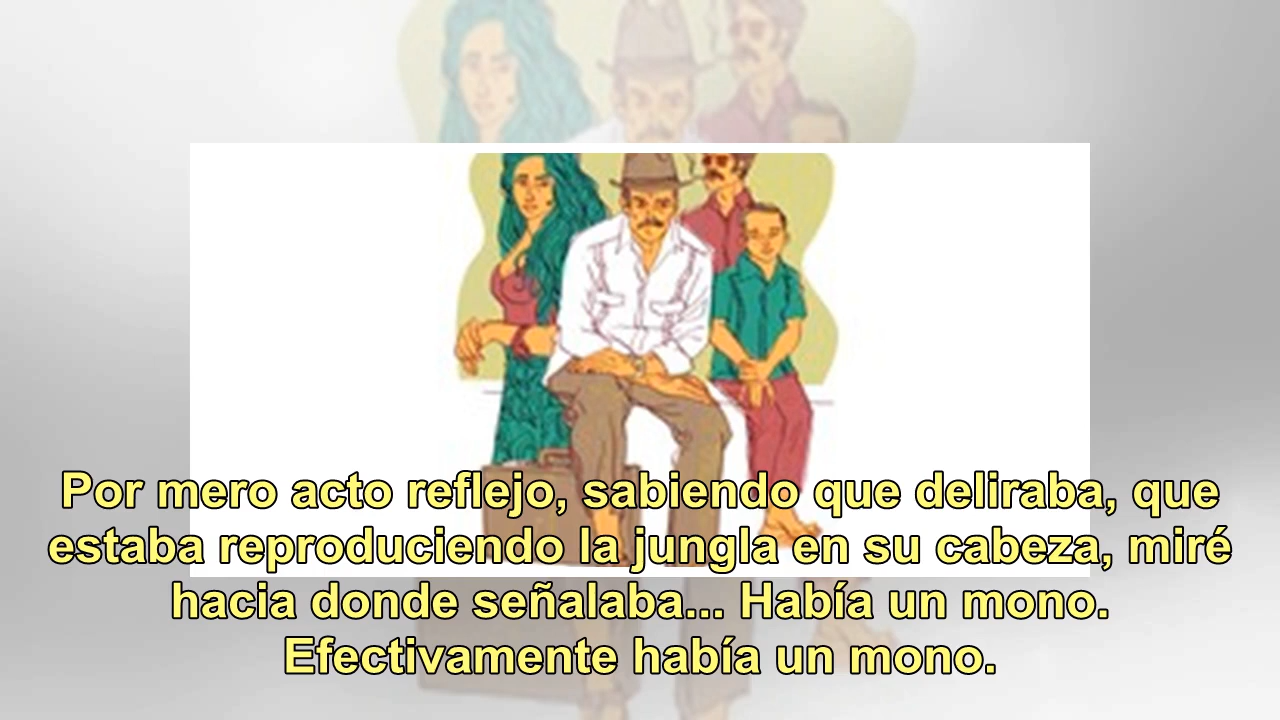 Por mero acto reflejo, sabiendo que deliraba, que
estaba reproduciendo la jungla en su cabeza, miré
hacia donde señalaba... Había un mono.
Efectivamente había un mono.